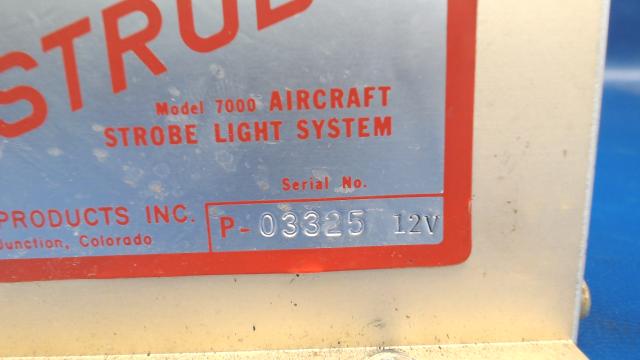 STROB
Model 7000 AIRCRAFT
STROBE LIGHT SYSTEM
Serial No.
PRODUCTS INC.
Junction, Colorado
P-03325 12V